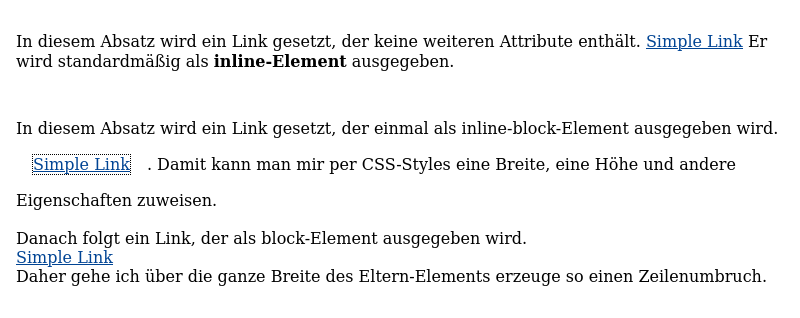 In diesem Absatz wird ein Link gesetzt, der keine weiteren Attribute enthält. Simple Link Er
wird standardmäßig als inline-Element ausgegeben.
In diesem Absatz wird ein Link gesetzt, der einmal als inline-block-Element ausgegeben wird.
Simple Link . Damit kann man mir per CSS-Styles eine Breite, eine Höhe und andere
Eigenschaften zuweisen.
Danach folgt ein Link, der als block-Element ausgegeben wird.
Simple Link
Daher gehe ich über die ganze Breite des Eltern-Elements erzeuge so einen Zeilenumbruch.